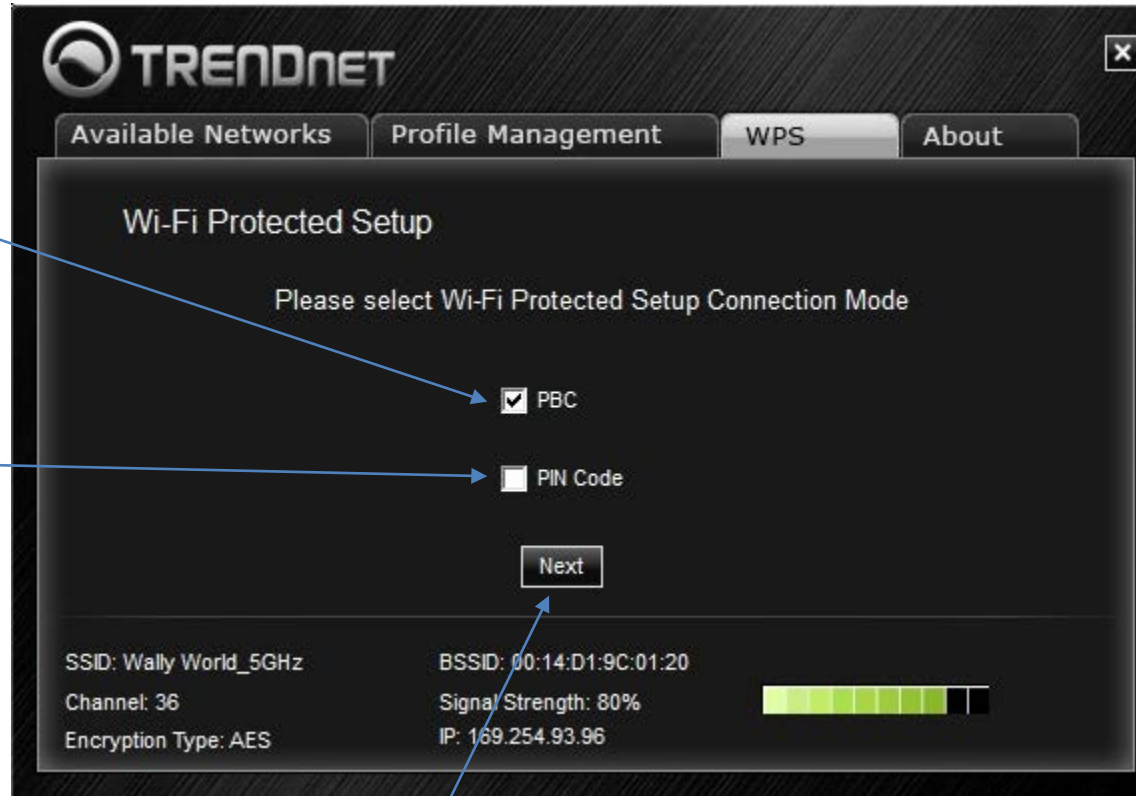 TRENDNET
Available Networks Profile Management WPS About
Wi-Fi Protected Setup
Please select Wi-Fi Protected Setup Connection Mode
PBC
PIN Code
Next
SSID: Wally World_5GHz BSSID: 00:14:D1:9C:01:20
Channel: 36 Signal Strength: 80%
Encryption Type: AES IP: 169.254.93.96